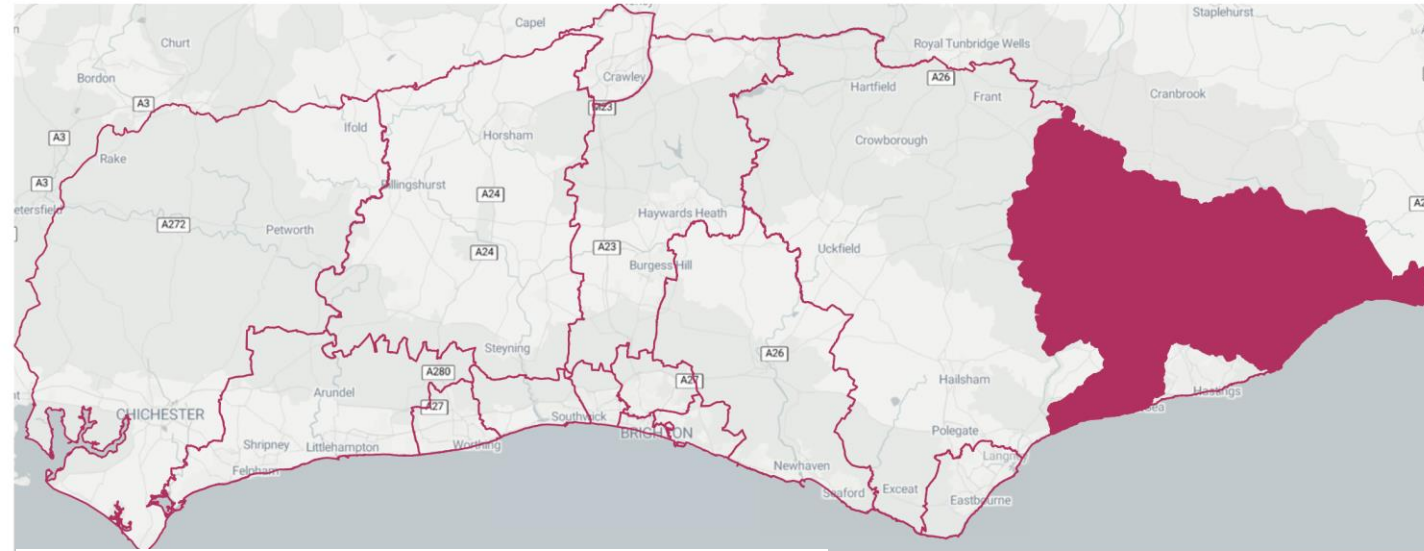 Capel
Staplehurst
Churt
Royal Tunbridge Wells
Bordon
Crawley
A26
Hartfield
Frant
Cranbrook
A3
Ifold
Horsham
Crowborough
A3
Rake
A3
Billingshurst
A24
Haywards Heath
A272
Petworth
A24
A23
Uckfield
Burgess Hill
Steyning
A26
A280
Arundel
A27
A27
Hailsham
Hastings
CHICHESTER
Southwick
BRIGHTON
Polegate
Shripney
Littlehampton
Worthing
Felpham
Newhaven
Seaford
Exceat
Eastbourne